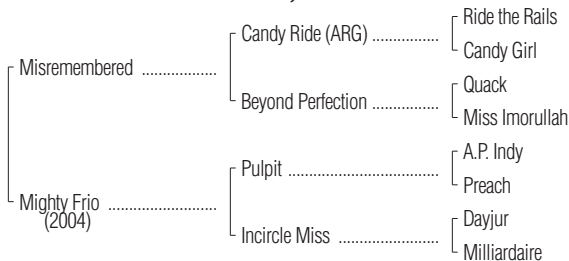 Ride the Rails
Candy Ride (ARG) ..................
Candy Girl
Misremembered ..................
Quack
Beyond Perfection ..................
Miss Imorullah
A.P. Indy
Pulpit ..................................
Preach
Mighty Frio ..........................
(2004)
Dayjur
Incircle Miss ........................
Milliardaire